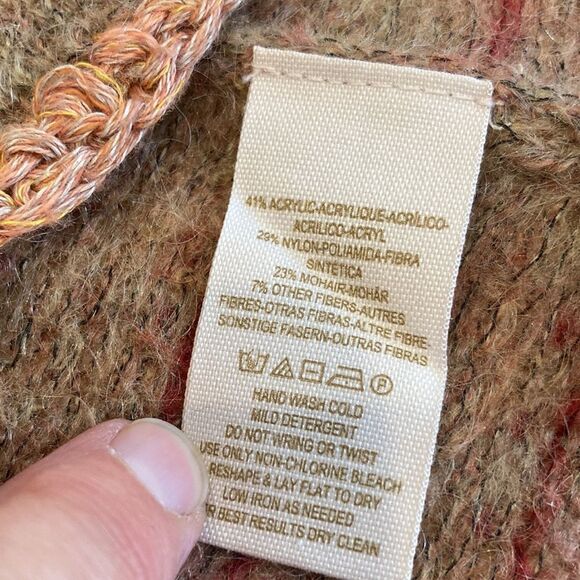 41% ACRYLIC-ACRYLIQUE-ACRÍLICO-
ACRILICO-ACRYL
29% NYLON-POLIAMIDA-FIBRA
SINTETICA
23% MOHAIR-MOHÄR
7% OTHER FIBERS-AUTRES
FIBRES-OTRAS FIBRAS-ALTRE FIBRE.
SONSTIGE FASERN-OUTRAS FIBRAS
P
HAND WASH COLD
MILD DETERGENT
DO NOT WRING OR TWIST
USE ONLY NON-CHLORINE BLEACH
RESHAPE & LAY FLAT TO DRY
LOW IRON AS NEEDED
BEST RESULTS DRY CLEAN